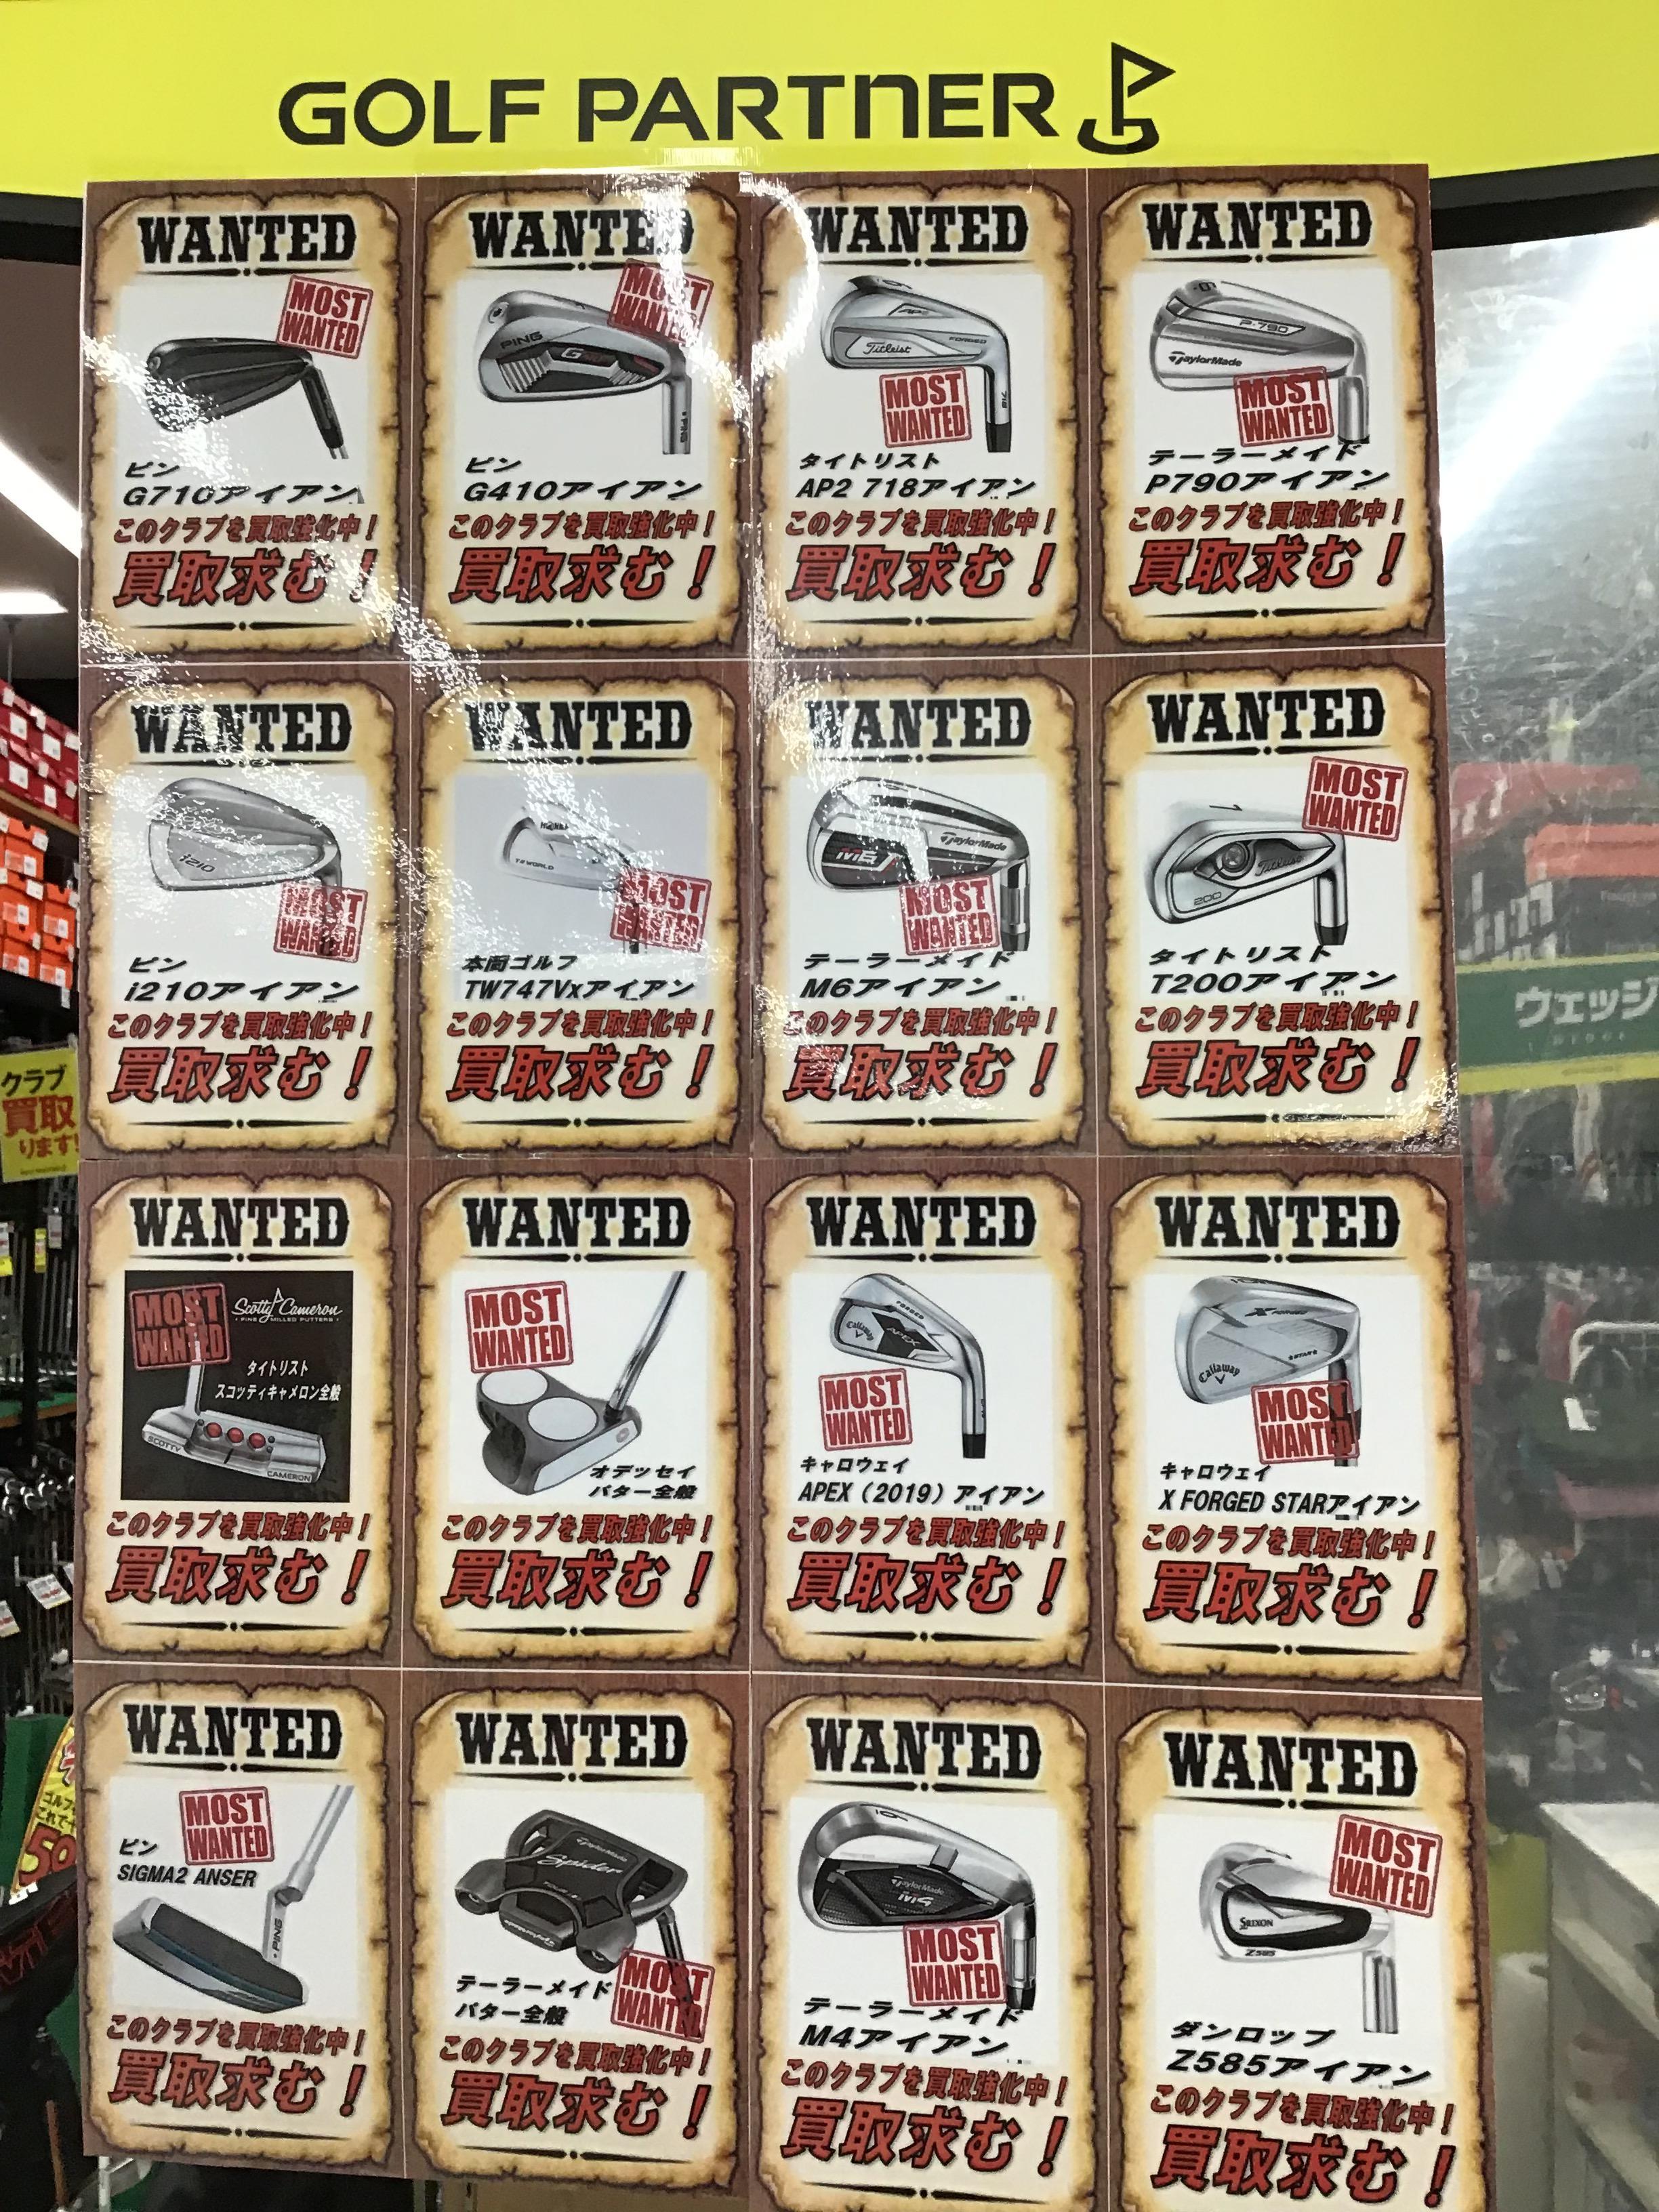 GOLF PARTNER
WANTED
MOST
WANTED
ピン
G710アイアン
このクラブを買取強化中！
買取求む！
WANTED
MOST
WANTED
PING
PING
ピン
G410アイアン
このクラブを買取強化中！
買取求む！
WANTED
Titleist
FORGED
718
MOST
WANTED
タイトリスト
AP2 718アイアン
このクラブを買取強化中！
買取求む！
WANTED
P·790
TaylorMade
MOST
WANTED
テーラーメイド
P790アイアン
このクラブを買取強化中！
買取求む！
WANTED
i210
MOST
WANTED
ピン
i210アイアン
このクラブを買取強化中！
買取求む！
WANTED
MOST
WANTED
本間ゴルフ
TW747Vxアイアン
このクラブを買取強化中！
買取求む！
WANTED
TaylorMade
M6
MOST
WANTED
テーラーメイド
M6アイアン
このクラブを買取強化中！
買取求む！
WANTED
MOST
WANTED
Titleist
200
タイトリスト
T200アイアン
このクラブを買取強化中！
買取求む！
WANTED
MOST
WANTED
Scotty Cameron
FINE MILLED PUTTERS
タイトリスト
スコッティキャメロン全般
SCOTTY
CAMERON
このクラブを買取強化中！
買取求む！
WANTED
MOST
WANTED
オデッセイ
パター全般
このクラブを買取強化中！
買取求む！
WANTED
FORGED
Callaway
APEX
MOST
WANTED
キャロウェイ
APEX（2019）アイアン
このクラブを買取強化中！
買取求む！
WANTED
X FORGED
STAR
Callaway
MOST
WANTED
キャロウェイ
X FORGED STARアイアン
このクラブを買取強化中！
買取求む！
WANTED
MOST
WANTED
ピン
SIGMA2 ANSER
PING
このクラブを買取強化中！
買取求む！
WANTED
TaylorMade
Spider
MOST
WANTED
テーラーメイド
パター全般
このクラブを買取強化中！
買取求む！
WANTED
TaylorMade
M4
MOST
WANTED
テーラーメイド
M4アイアン
このクラブを買取強化中！
買取求む！
WANTED
MOST
WANTED
SRIXON
Z585
ダンロップ
Z585アイアン
このクラブを買取強化中！
買取求む！
クラブ
買取
ります！
ウェッジ
50